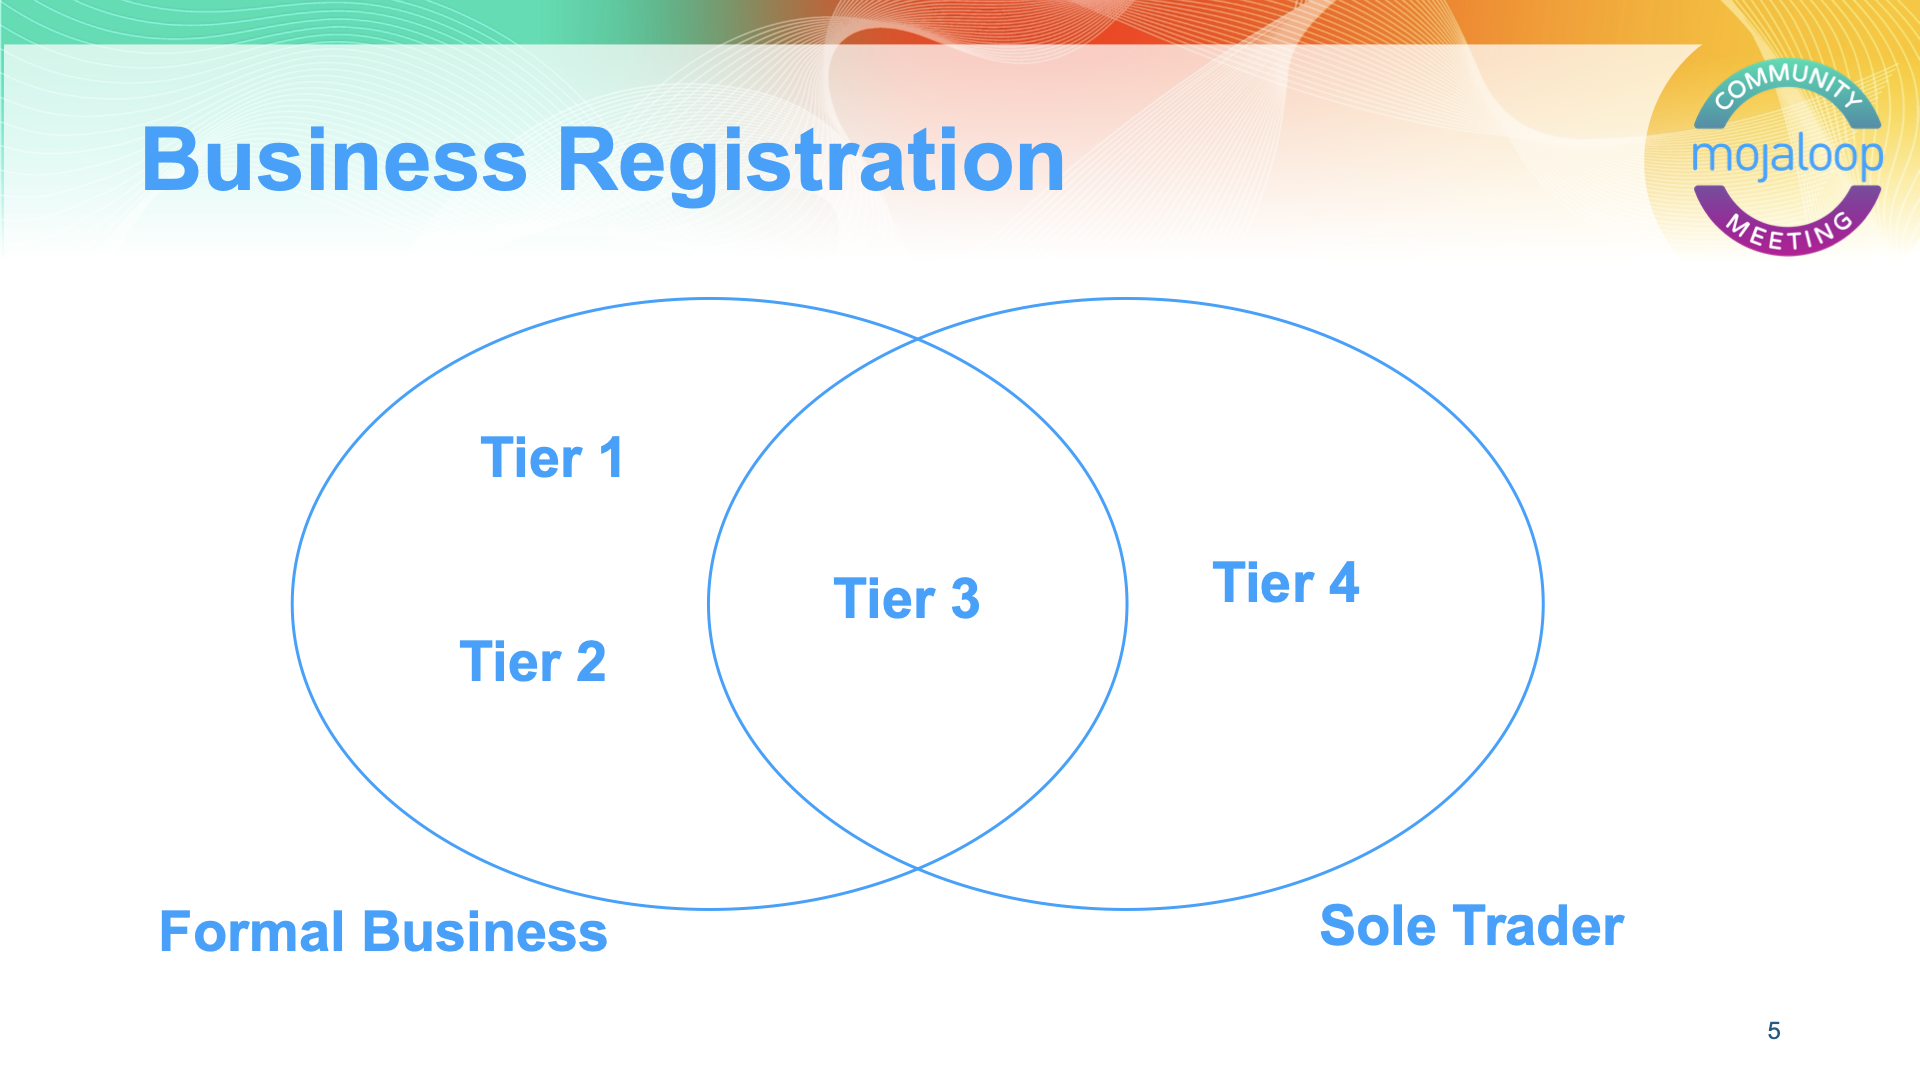 Business Registration
COMMUNITY
mojaloop
MEETING
Tier 1
Tier 2
Tier 3
Tier 4
Formal Business
Sole Trader
5